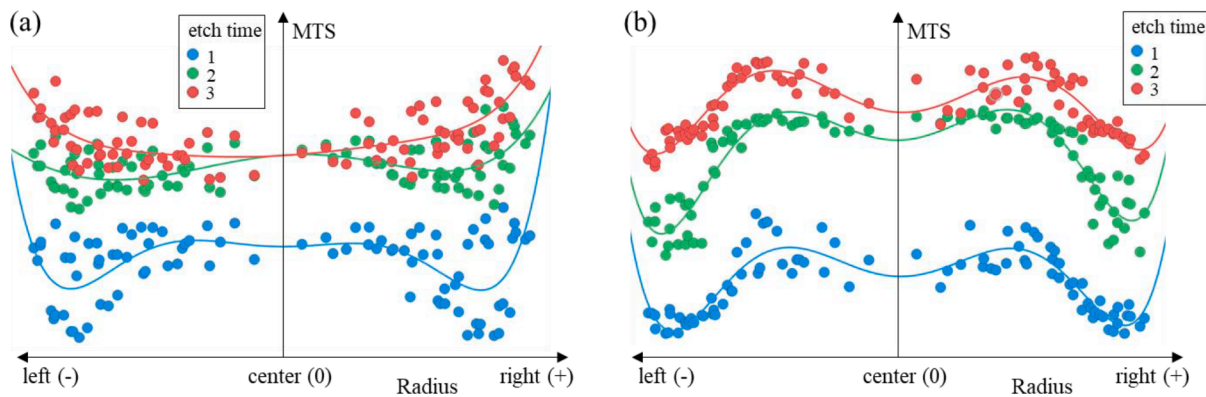 (a)
etch time
1
2
3
MTS
left (-)
center (0)
Radius
right (+)
(b)
MTS
etch time
1
2
3
left (-)
center (0)
Radius
right (+)